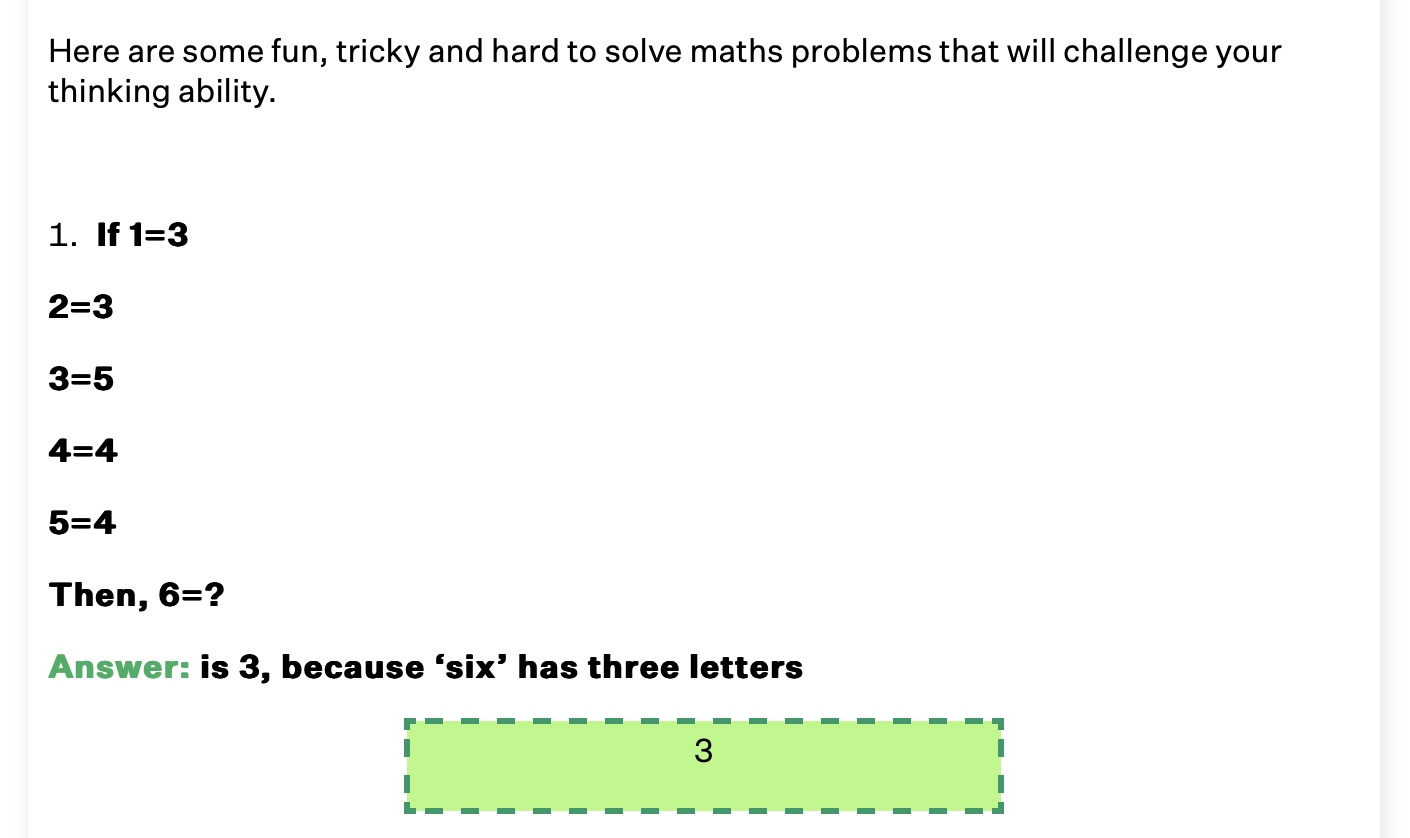 Here are some fun, tricky and hard to solve maths problems that will challenge your
thinking ability.
1. If 1=3
2=3
3=5
4=4
5=4
Then, 6=?
Answer: is 3, because ‘six’ has three letters
3